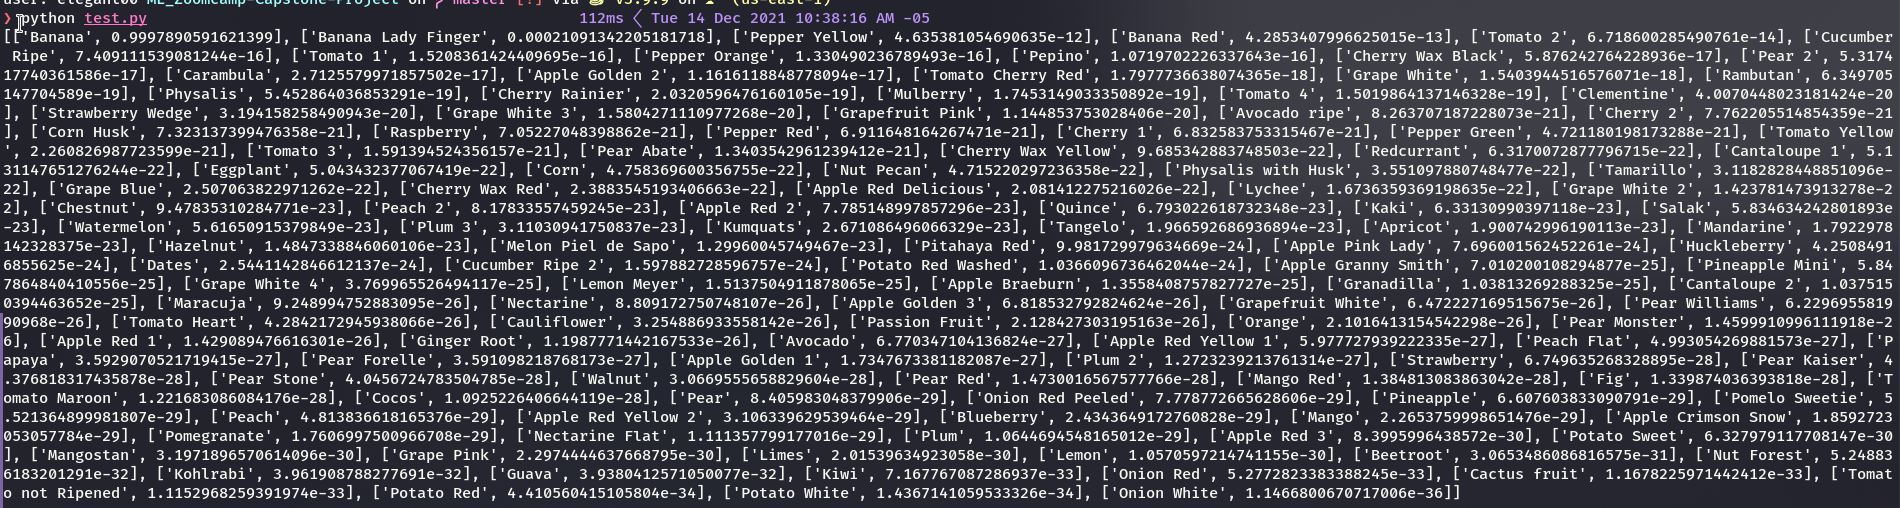 user: elegant00 ML_ZoomCamp-Capstone-Project on master [!] via v3.9.9 on (us-east-1)
❯ python test.py 112ms  Tue 14 Dec 2021 10:38:16 AM -05
[['Banana', 0.9997890591621399], ['Banana Lady Finger', 0.00021091342205181718], ['Pepper Yellow', 4.635381054690635e-12], ['Banana Red', 4.2853407996625015e-13], ['Tomato 2', 6.718600285490761e-14], ['Cucumber
 Ripe', 7.409111539081244e-16], ['Tomato 1', 1.5208361424409695e-16], ['Pepper Orange', 1.330490236789493e-16], ['Pepino', 1.0719702226337643e-16], ['Cherry Wax Black', 5.876242764228936e-17], ['Pear 2', 5.3174
17740361586e-17], ['Carambula', 2.7125579971857502e-17], ['Apple Golden 2', 1.1616118848778094e-17], ['Tomato Cherry Red', 1.7977736638074365e-18], ['Grape White', 1.5403944516576071e-18], ['Rambutan', 6.349705
147704589e-19], ['Physalis', 5.452864036853291e-19], ['Cherry Rainier', 2.0320596476160105e-19], ['Mulberry', 1.7453149033350892e-19], ['Tomato 4', 1.5019864137146328e-19], ['Clementine', 4.0070448023181424e-20
], ['Strawberry Wedge', 3.194158258490943e-20], ['Grape White 3', 1.5804271110977268e-20], ['Grapefruit Pink', 1.144853753028406e-20], ['Avocado ripe', 8.263707187228073e-21], ['Cherry 2', 7.762205514854359e-21
], ['Corn Husk', 7.323137399476358e-21], ['Raspberry', 7.05227048398862e-21], ['Pepper Red', 6.911648164267471e-21], ['Cherry 1', 6.832583753315467e-21], ['Pepper Green', 4.721180198173288e-21], ['Tomato Yellow
', 2.260826987723599e-21], ['Tomato 3', 1.591394524356157e-21], ['Pear Abate', 1.3403542961239412e-21], ['Cherry Wax Yellow', 9.685342883748503e-22], ['Redcurrant', 6.3170072877796715e-22], ['Cantaloupe 1', 5.1
3114765127624​4e-22], ['Eggplant', 5.043432377067419e-22], ['Corn', 4.758369600356755e-22], ['Nut Pecan', 4.715220297236358e-22], ['Physalis with Husk', 3.551097880748477e-22], ['Tamarillo', 3.1182828448851096e-
22], ['Grape Blue', 2.507063822971262e-22], ['Cherry Wax Red', 2.3883545193406663e-22], ['Apple Red Delicious', 2.081412275216026e-22], ['Lychee', 1.6736359369198635e-22], ['Grape White 2', 1.4237814739​13278e-2
2], ['Chestnut', 9.47835310284771e-23], ['Peach 2', 8.17833557459245e-23], ['Apple Red 2', 7.785148997857296e-23], ['Quince', 6.793022618732348e-23], ['Kaki', 6.33130990397118e-23], ['Salak', 5.834634242801893e
-23], ['Watermelon', 5.61650915379849e-23], ['Plum 3', 3.11030941750837e-23], ['Kumquats', 2.671086496066329e-23], ['Tangelo', 1.966592686936894e-23], ['Apricot', 1.900742996190113e-23], ['Mandarine', 1.7922978
142328375e-23], ['Hazelnut', 1.4847338846060106e-23], ['Melon Piel de Sapo', 1.29960045749467e-23], ['Pitahaya Red', 9.981729979634669e-24], ['Apple Pink Lady', 7.696001562452261e-24], ['Huckleberry', 4.2508491
6855625e-24], ['Dates', 2.5441142846612137e-24], ['Cucumber Ripe 2', 1.597882728596757e-24], ['Potato Red Washed', 1.0366096736462044e-24], ['Apple Granny Smith', 7.010200108294877e-25], ['Pineapple Mini', 5.84
7864840410556e-25], ['Grape White 4', 3.769965526494117e-25], ['Lemon Meyer', 1.5137504911878065e-25], ['Apple Braeburn', 1.3558408757827727e-25], ['Granadilla', 1.03813269288325e-25], ['Cantaloupe 2', 1.037515
0394463652e-25], ['Maracuja', 9.248994752883095e-26], ['Nectarine', 8.809172750748107e-26], ['Apple Golden 3', 6.818532792824624e-26], ['Grapefruit White', 6.472227169515675e-26], ['Pear Williams', 6.2296955819
90968e-26], ['Tomato Heart', 4.2842172945938066e-26], ['Cauliflower', 3.254886933558142e-26], ['Passion Fruit', 2.128427303195163e-26], ['Orange', 2.1016413154542298e-26], ['Pear Monster', 1.4599910996111918e-2
6], ['Apple Red 1', 1.429089476616301e-26], ['Ginger Root', 1.1987771442167533e-26], ['Avocado', 6.770347104136824e-27], ['Apple Red Yellow 1', 5.977727939222335e-27], ['Peach Flat', 4.993054269881573e-27], ['P
apaya', 3.5929070521719415e-27], ['Pear Forelle', 3.591098218768173e-27], ['Apple Golden 1', 1.7347673381182087e-27], ['Plum 2', 1.2723239213761314e-27], ['Strawberry', 6.749635268328895e-28], ['Pear Kaiser', 4
.376818317435878e-28], ['Pear Stone', 4.0456724783504785e-28], ['Walnut', 3.0669555658829604e-28], ['Pear Red', 1.4730016567577766e-28], ['Mango Red', 1.384813083863042e-28], ['Fig', 1.339874036393818e-28], ['T
omato Maroon', 1.221683086084176e-28], ['Cocos', 1.0925226406644119e-28], ['Pear', 8.405983048379906e-29], ['Onion Red Peeled', 7.778772665628606e-29], ['Pineapple', 6.607603833090791e-29], ['Pomelo Sweetie', 5
.521364899981807e-29], ['Peach', 4.813836618165376e-29], ['Apple Red Yellow 2', 3.106339629539464e-29], ['Blueberry', 2.4343649172760828e-29], ['Mango', 2.2653759998651476e-29], ['Apple Crimson Snow', 1.8592723
053057784e-29], ['Pomegranate', 1.7606997500966708e-29], ['Nectarine Flat', 1.111357799177016e-29], ['Plum', 1.0644694548165012e-29], ['Apple Red 3', 8.3995996438572e-30], ['Potato Sweet', 6.327979117708147e-30
], ['Mangostan', 3.1971896570614096e-30], ['Grape Pink', 2.2974444637668795e-30], ['Limes', 2.01539634923058e-30], ['Lemon', 1.0570597214741155e-30], ['Beetroot', 3.0653486086816575e-31], ['Nut Forest', 5.24883
6183201291e-32], ['Kohlrabi', 3.961908788277691e-32], ['Guava', 3.9380412571050077e-32], ['Kiwi', 7.167767087286937e-33], ['Onion Red', 5.2772823383388245e-33], ['Cactus fruit', 1.1678225971442412e-33], ['Tomat
o not Ripened', 1.1152968259391974e-33], ['Potato Red', 4.410560415105804e-34], ['Potato White', 1.4367141059533326e-34], ['Onion White', 1.1466800670717006e-36]]